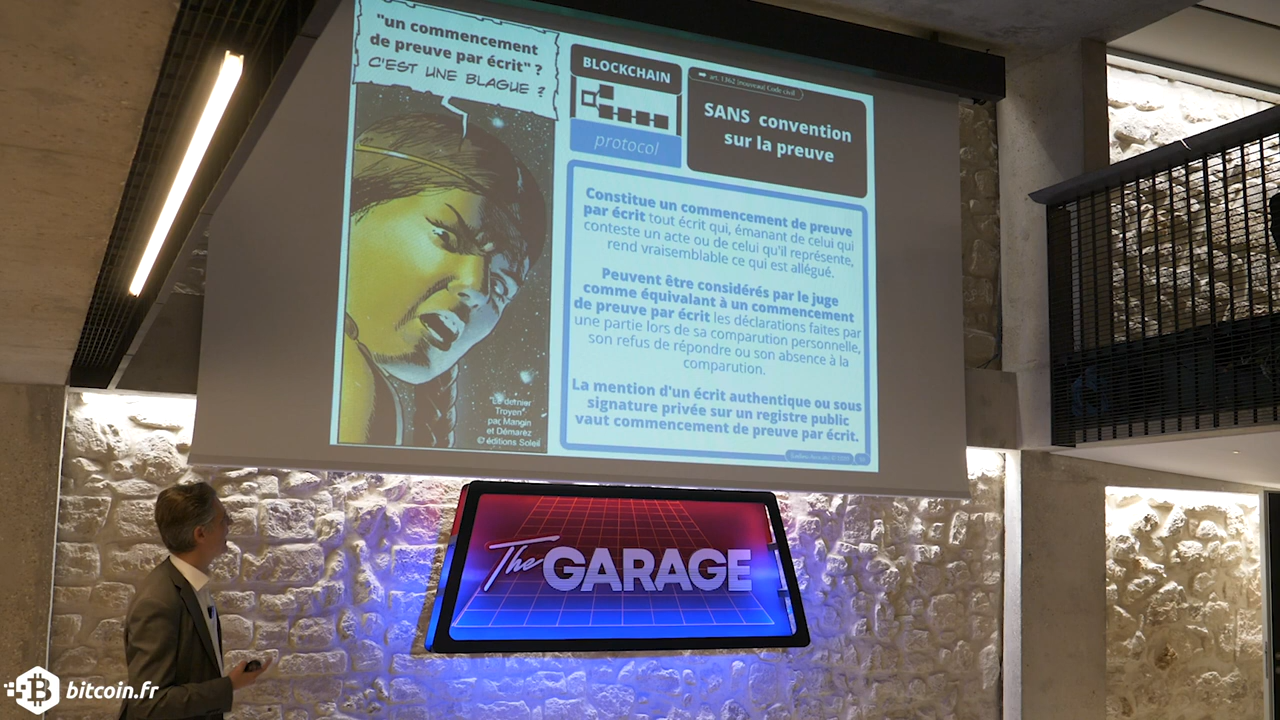 "un commencement
de preuve par écrit" ?
C'EST UNE BLAGUE ?
BLOCKCHAIN
protocol
➡ art. 1362 (nouveau) Code civil
SANS convention
sur la preuve
Constitue un commencement de preuve
par écrit tout écrit qui, émanant de celui qui
conteste un acte ou de celui qu'il représente,
rend vraisemblable ce qui est allégué.
Peuvent être considérés par le juge
comme équivalant à un commencement
de preuve par écrit les déclarations faites par
une partie lors de sa comparution personnelle,
son refus de répondre ou son absence à la
comparution.
La mention d'un écrit authentique ou sous
signature privée sur un registre public
vaut commencement de preuve par écrit.
"Le dernier
Troyen"
par Mangin
et Démarez
© éditions Soleil
The GARAGE
bitcoin.fr